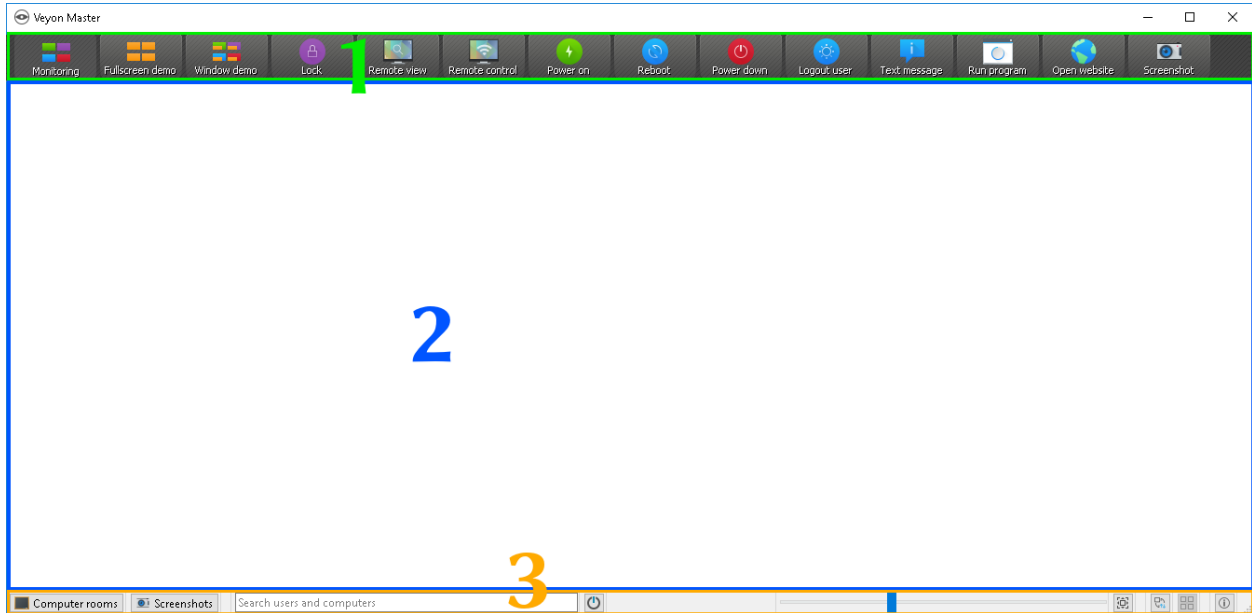 Veyon Master
Monitoring Fullscreen demo Window demo Lock Remote view Remote control Power on Reboot Power down Logout user Text message Run program Open website Screenshot
1
2
3
Computer rooms Screenshots Search users and computers